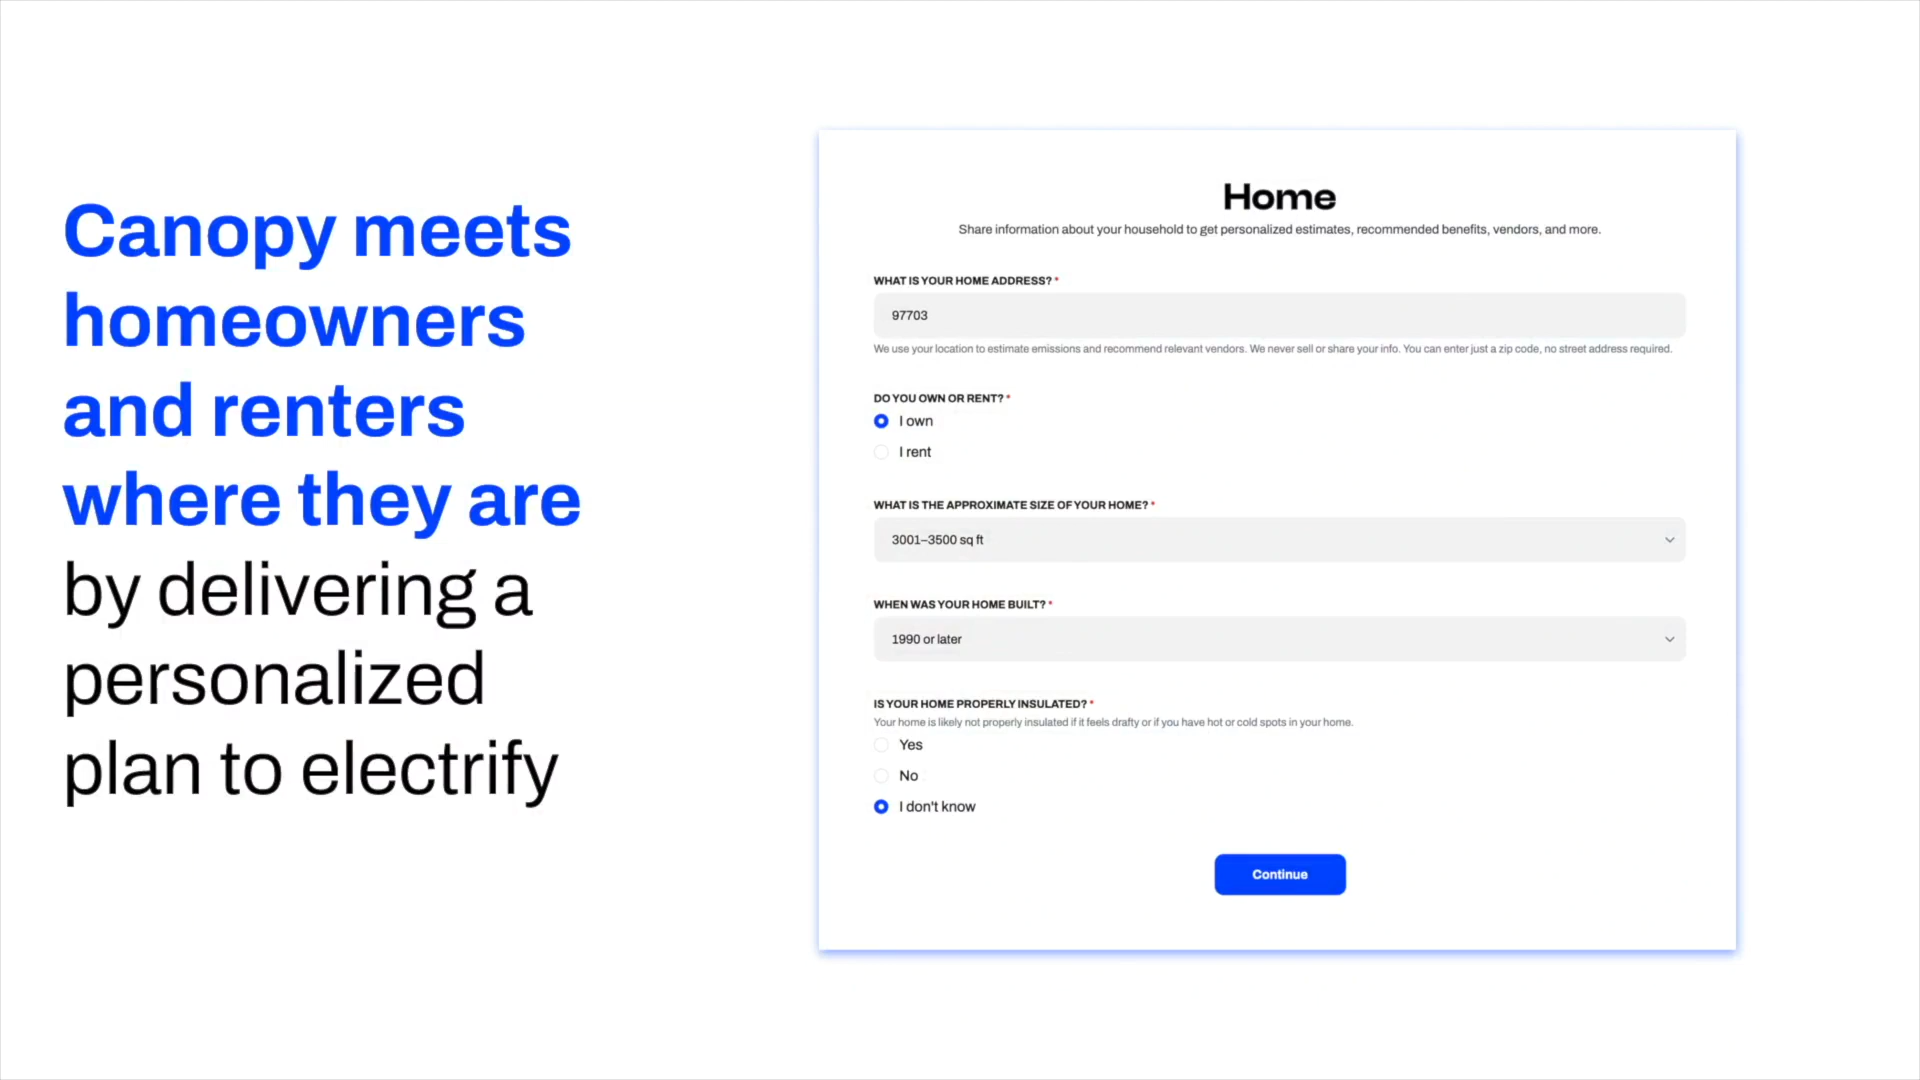 Canopy meets
homeowners
and renters
where they are
by delivering a
personalized
plan to electrify
Home
Share information about your household to get personalized estimates, recommended benefits, vendors, and more.
WHAT IS YOUR HOME ADDRESS? *
97703
We use your location to estimate emissions and recommend relevant vendors. We never sell or share your info. You can enter just a zip code, no street address required.
DO YOU OWN OR RENT? *
I own
I rent
WHAT IS THE APPROXIMATE SIZE OF YOUR HOME? *
3001–3500 sq ft
WHEN WAS YOUR HOME BUILT? *
1990 or later
IS YOUR HOME PROPERLY INSULATED? *
Your home is likely not properly insulated if it feels drafty or if you have hot or cold spots in your home.
Yes
No
I don't know
Continue